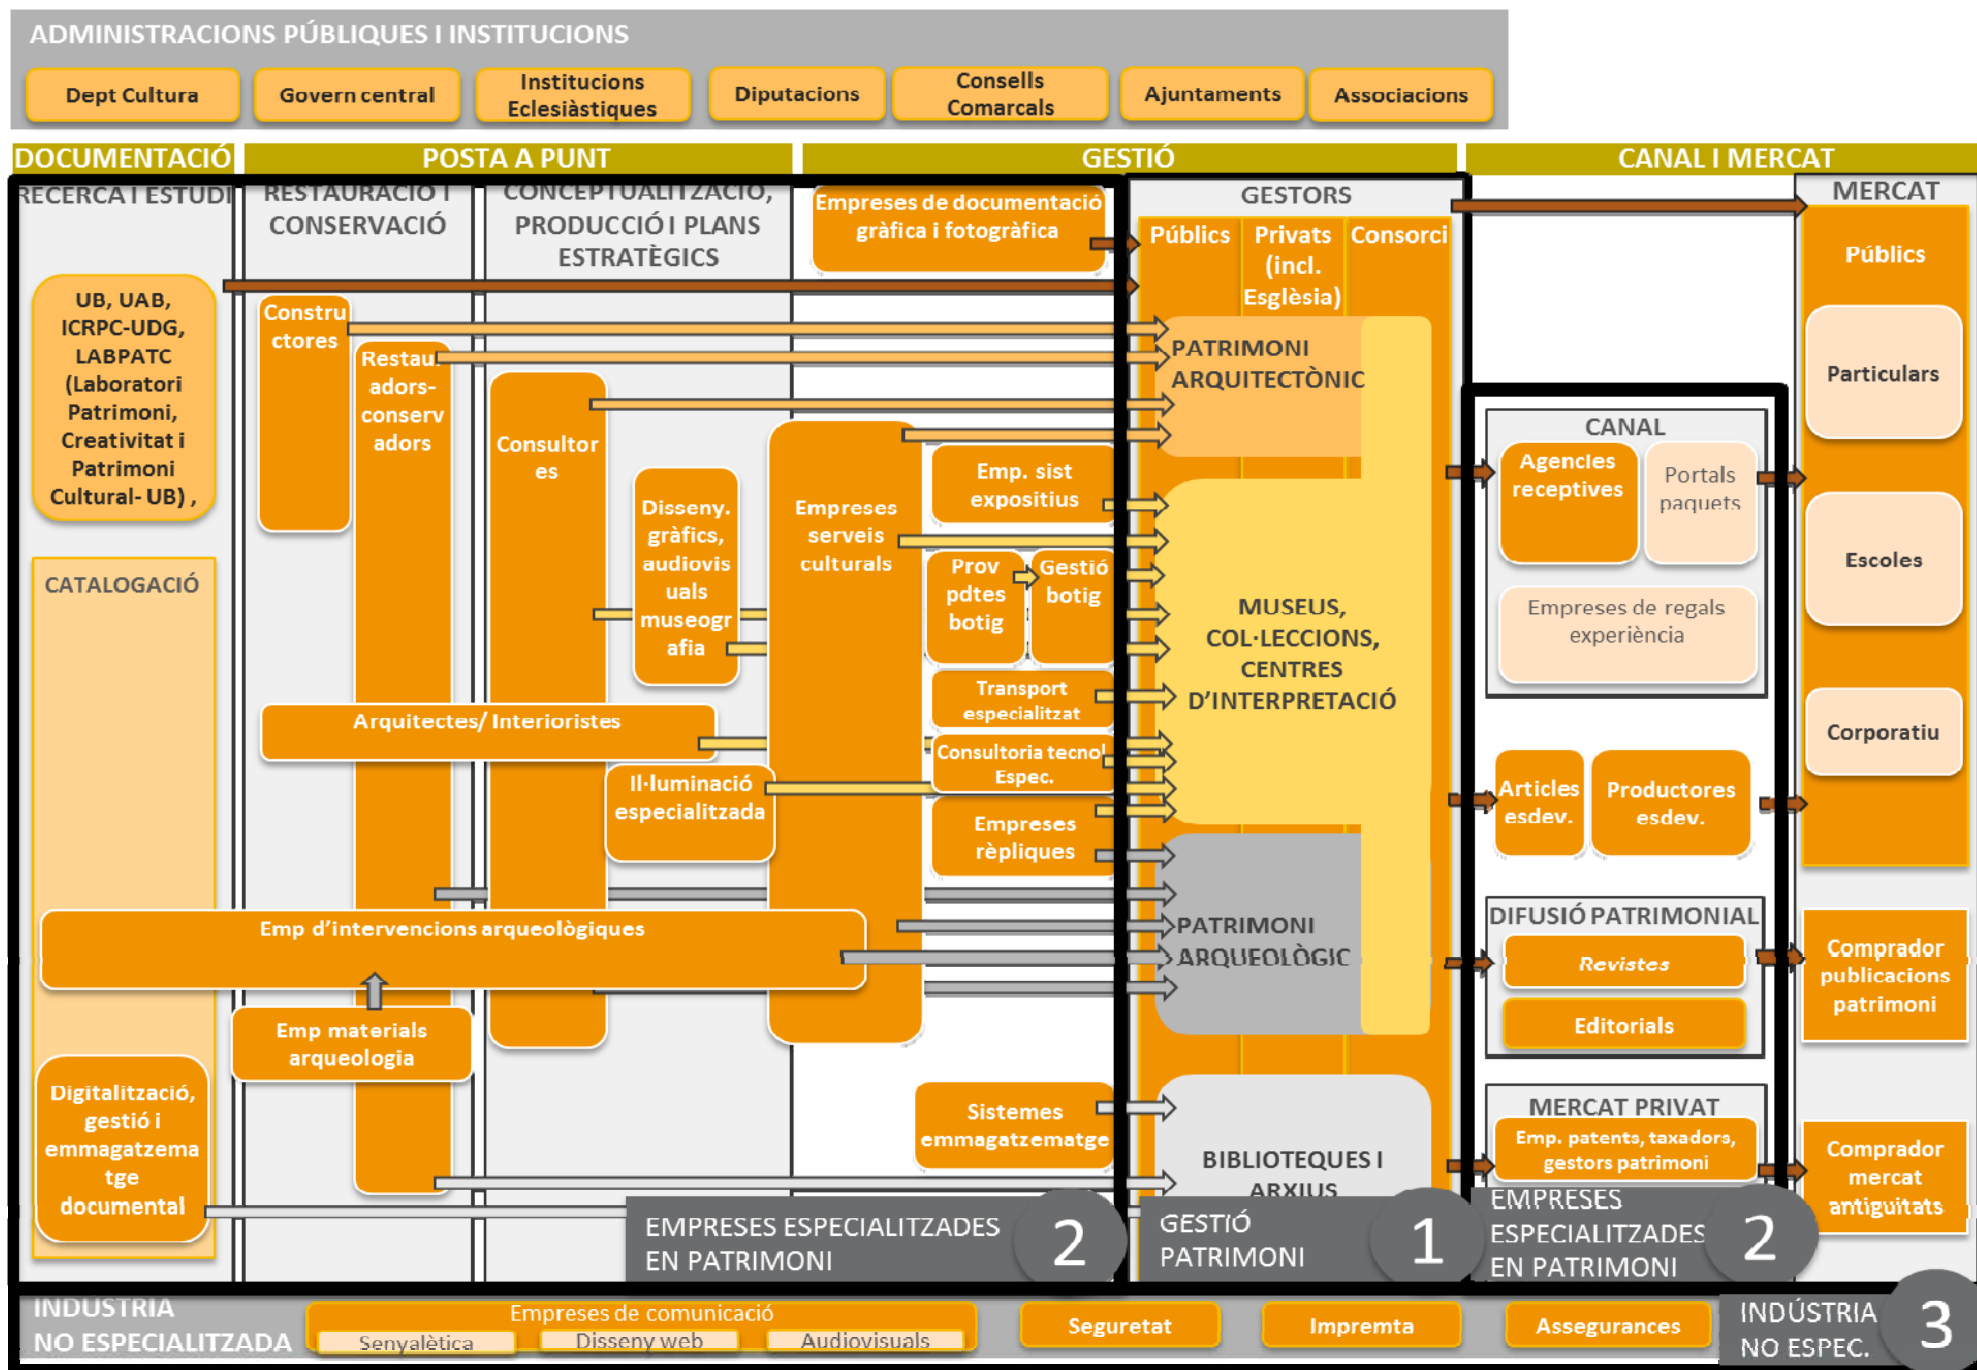 ADMINISTRACIONS PÚBLIQUES I INSTITUCIONS
Dept Cultura
Govern central
Institucions
Eclesiàstiques
Diputacions
Consells
Comarcals
Ajuntaments
Associacions
DOCUMENTACIÓ
POSTA A PUNT
GESTIÓ
CANAL I MERCAT
RECERCA I ESTUDI
UB, UAB,
ICRPC-UDG,
LABPATC
(Laboratori
Patrimoni,
Creativitat i
Patrimoni
Cultural- UB) ,
CATALOGACIÓ
Digitalització,
gestió i
emmagatzema
tge
documental
RESTAURACIÓ I
CONSERVACIÓ
Constru
ctores
Restaur
adors-
conserv
adors
CONCEPTUALITZACIÓ,
PRODUCCIÓ I PLANS
ESTRATÈGICS
Consultor
es
Disseny.
gràfics,
audiovis
uals
museogr
afia
Arquitectes/ Interioristes
Il·luminació
especialitzada
Emp d'intervencions arqueològiques
Emp materials
arqueologia
Empreses de documentació
gràfica i fotogràfica
Empreses
serveis
culturals
Emp. sist
expositius
Prov
pdtes
botig
Gestió
botig
Transport
especialitzat
Consultoria tecnol
Espec.
Empreses
rèpliques
Sistemes
emmagatzematge
EMPRESES ESPECIALITZADES
EN PATRIMONI
2
GESTORS
Públics
Privats
(incl.
Esglèsia)
Consorci
PATRIMONI
ARQUITECTÒNIC
MUSEUS,
COL·LECCIONS,
CENTRES
D'INTERPRETACIÓ
PATRIMONI
ARQUEOLÒGIC
BIBLIOTEQUES I
ARXIUS
GESTIÓ
PATRIMONI
1
CANAL
Agencles
receptives
Portals
paquets
Empreses de regals
experiència
Articles
esdev.
Productores
esdev.
DIFUSIÓ PATRIMONIAL
Revistes
Editorials
MERCAT PRIVAT
Emp. patents, taxadors,
gestors patrimoni
EMPRESES
ESPECIALITZADES
EN PATRIMONI
2
MERCAT
Públics
Particulars
Escoles
Corporatiu
Comprador
publicacions
patrimoni
Comprador
mercat
antiguitats
INDÚSTRIA
NO ESPECIALITZADA
Empreses de comunicació
Senyalètica
Disseny web
Audiovisuals
Seguretat
Impremta
Assegurances
INDÚSTRIA
NO ESPEC.
3